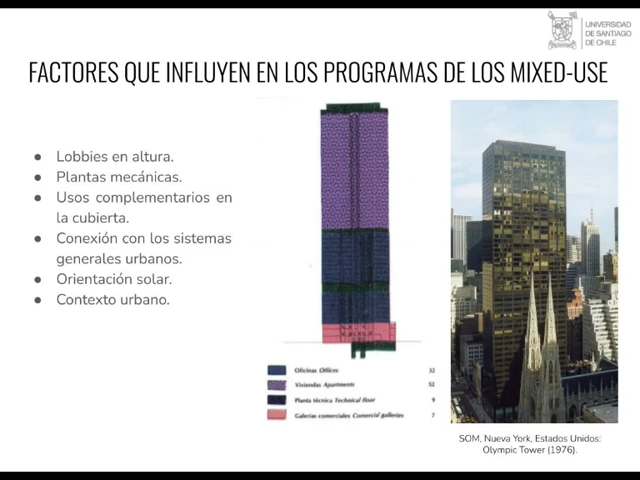 UNIVERSIDAD
DE SANTIAGO
DE CHILE
FACTORES QUE INFLUYEN EN LOS PROGRAMAS DE LOS MIXED-USE
● Lobbies en altura.
● Plantas mecánicas.
● Usos complementarios en
la cubierta.
● Conexión con los sistemas
generales urbanos.
● Orientación solar.
● Contexto urbano.
Oficinas Offices 32
Viviendas Apartments 52
Planta técnica Technical floor 9
Galerías comerciales Comercial galleries 7
SOM, Nueva York, Estados Unidos:
Olympic Tower (1976).